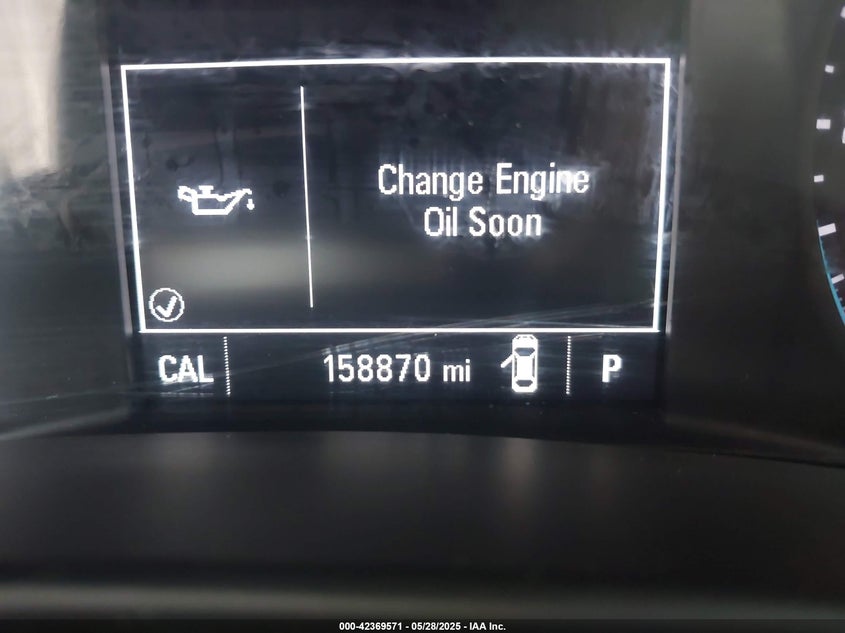 Change Engine
Oil Soon
CAL 158870 mi P
000-42369571 - 05/28/2025 - IAA Inc.